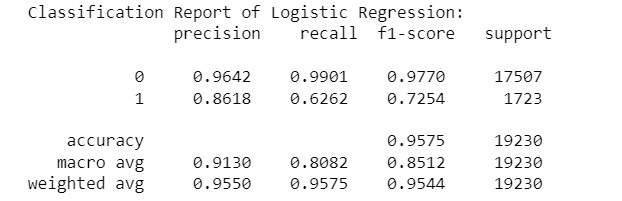 Classification Report of Logistic Regression:
precision recall f1-score support
0 0.9642 0.9901 0.9770 17507
1 0.8618 0.6262 0.7254 1723
accuracy 0.9575 19230
macro avg 0.9130 0.8082 0.8512 19230
weighted avg 0.9550 0.9575 0.9544 19230